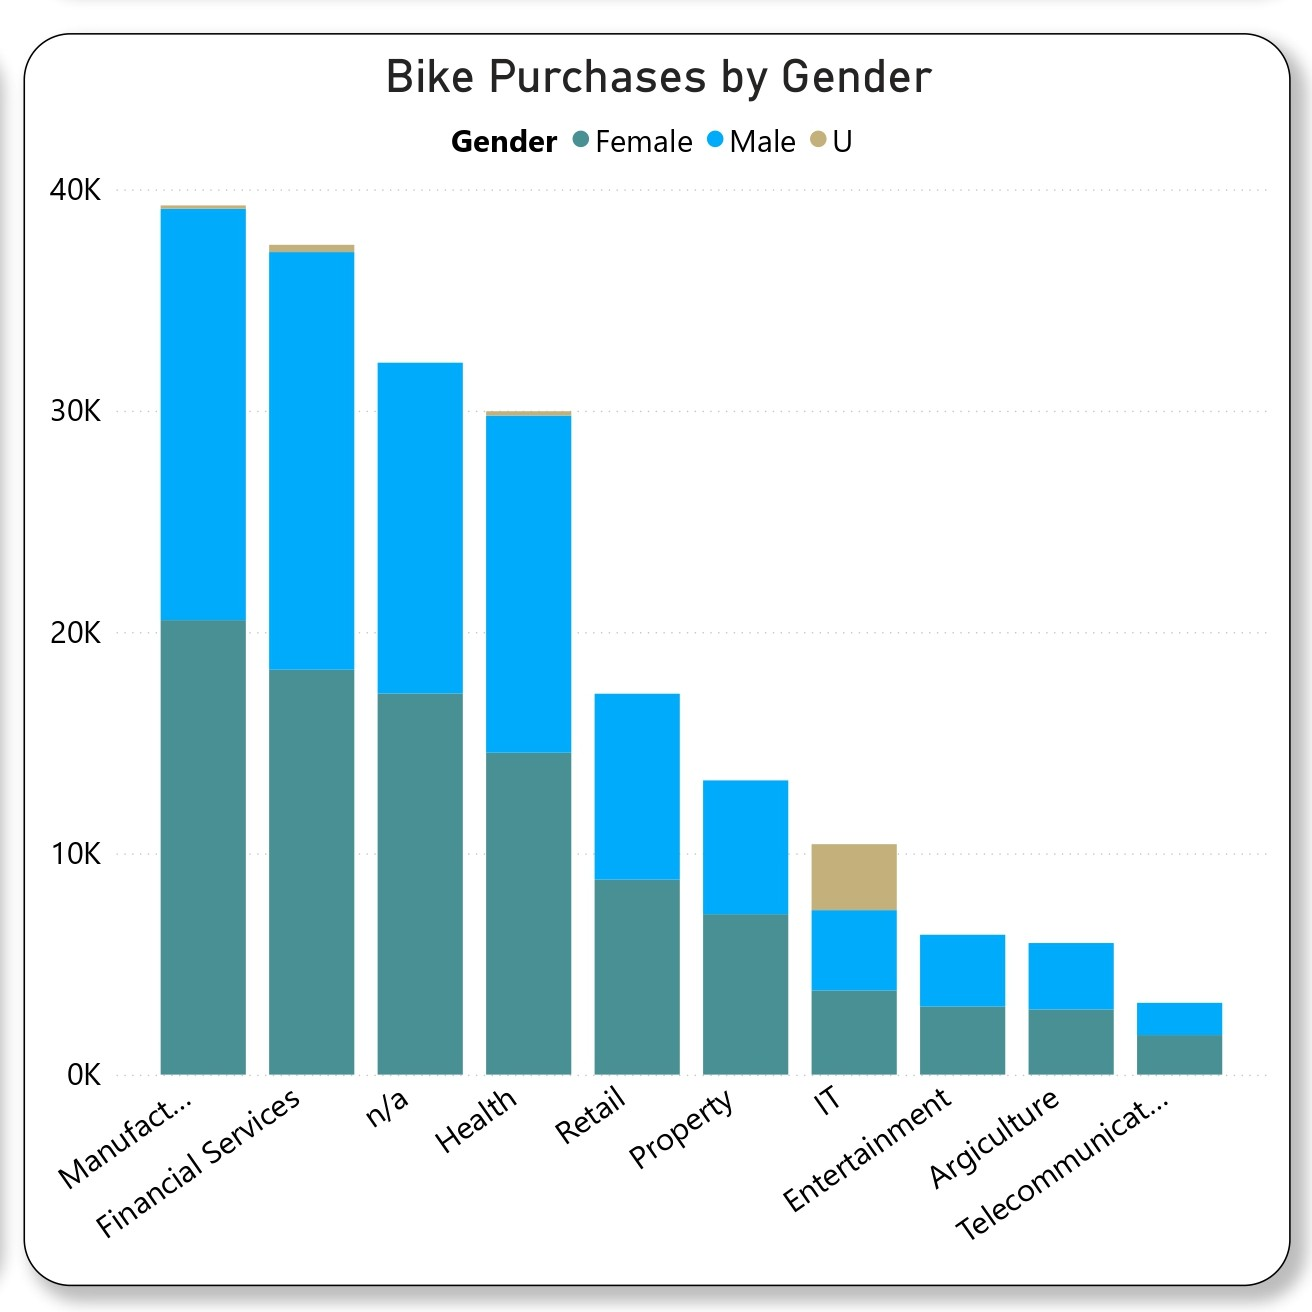 Bike Purchases by Gender
Gender Female Male U
40K
30K
20K
10K
0K
Manufact...
Financial Services
n/a
Health
Retail
Property
IT
Entertainment
Argiculture
Telecommunicat...